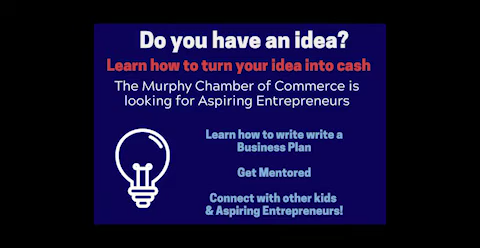 Do you have an idea?
Learn how to turn your idea into cash
The Murphy Chamber of Commerce is
looking for Aspiring Entrepreneurs
Learn how to write write a
Business Plan
Get Mentored
Connect with other kids
& Aspiring Entrepreneurs!